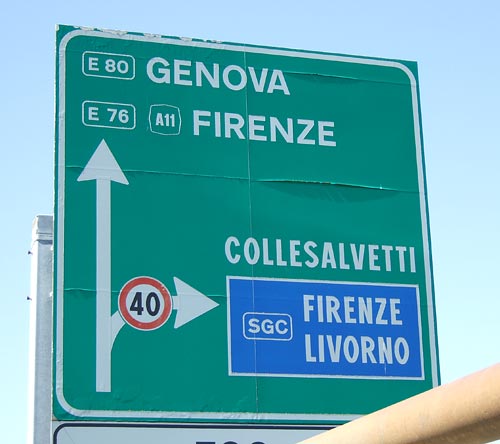 E 80 GENOVA
E 76 A11 FIRENZE
COLLESALVETTI
40
FIRENZE
SGC
LIVORNO